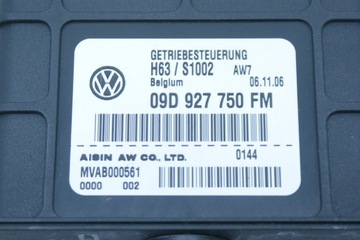 GETRIEBESTEUERUNG
H63 / S1002 AW7
Belgium 06.11.06
09D 927 750 FM
AISIN AW CO., LTD. 0144
MVAB000561
0000 002